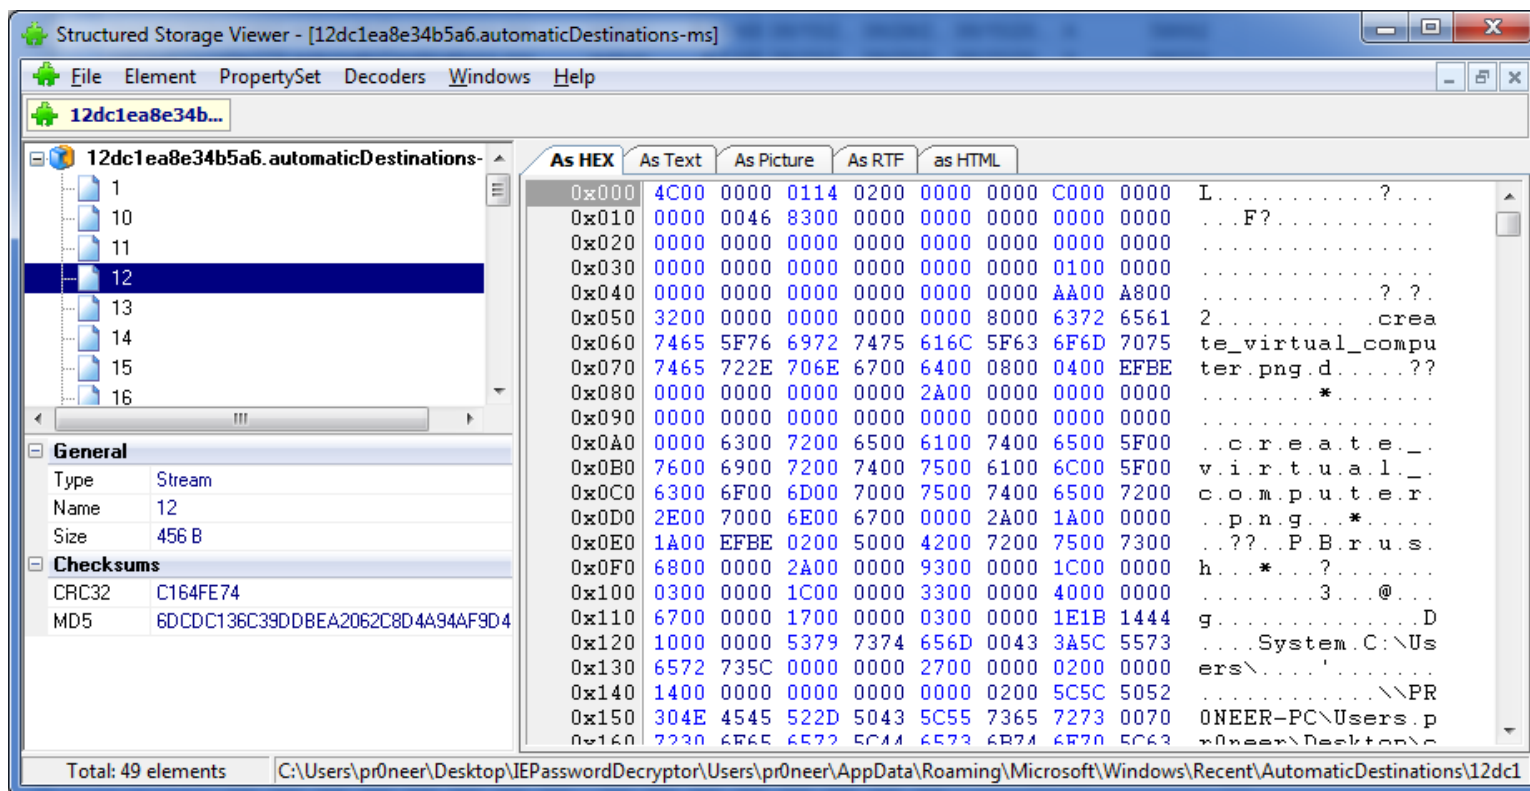 Structured Storage Viewer - [12dc1ea8e34b5a6.automaticDestinations-ms]
File Element PropertySet Decoders Windows Help
12dc1ea8e34b...
12dc1ea8e34b5a6.automaticDestinations-
1
10
11
12
13
14
15
16
General
Type Stream
Name 12
Size 456 B
Checksums
CRC32 C164FE74
MD5 6DCDC136C39DDBEA2062C8D4A94AF9D4
As HEX As Text As Picture As RTF as HTML
0x000 4C00 0000 0114 0200 0000 0000 C000 0000 L............?...
0x010 0000 0046 8300 0000 0000 0000 0000 0000 ...F?...........
0x020 0000 0000 0000 0000 0000 0000 0000 0000 ................
0x030 0000 0000 0000 0000 0000 0000 0100 0000 ................
0x040 0000 0000 0000 0000 0000 0000 AA00 A800 ............?.?.
0x050 3200 0000 0000 0000 0000 8000 6372 6561 2......... .crea
0x060 7465 5F76 6972 7475 616C 5F63 6F6D 7075 te_virtual_compu
0x070 7465 722E 706E 6700 6400 0800 0400 EFBE ter.png.d.....??
0x080 0000 0000 0000 0000 2A00 0000 0000 0000 ........*.......
0x090 0000 0000 0000 0000 0000 0000 0000 0000 ................
0x0A0 0000 6300 7200 6500 6100 7400 6500 5F00 ..c.r.e.a.t.e._.
0x0B0 7600 6900 7200 7400 7500 6100 6C00 5F00 v.i.r.t.u.a.l._.
0x0C0 6300 6F00 6D00 7000 7500 7400 6500 7200 c.o.m.p.u.t.e.r.
0x0D0 2E00 7000 6E00 6700 0000 2A00 1A00 0000 ..p.n.g...*.....
0x0E0 1A00 EFBE 0200 5000 4200 7200 7500 7300 ..??..P.B.r.u.s.
0x0F0 6800 0000 2A00 0000 9300 0000 1C00 0000 h...*...?.......
0x100 0300 0000 1C00 0000 3300 0000 4000 0000 ........3...@...
0x110 6700 0000 1700 0000 0300 0000 1E1B 1444 g..............D
0x120 1000 0000 5379 7374 656D 0043 3A5C 5573 ....System.C:\Us
0x130 6572 735C 0000 0000 2700 0000 0200 0000 ers\....'.......
0x140 1400 0000 0000 0000 0000 0200 5C5C 5052 ............\\PR
0x150 304E 4545 522D 5043 5C55 7365 7273 0070 0NEER-PC\Users.p
0x160 7230 6E65 6572 5C44 6573 6B74 6F70 5C63 r0neer\Desktop\c
Total: 49 elements C:\Users\pr0neer\Desktop\IEPasswordDecryptor\Users\pr0neer\AppData\Roaming\Microsoft\Windows\Recent\AutomaticDestinations\12dc1